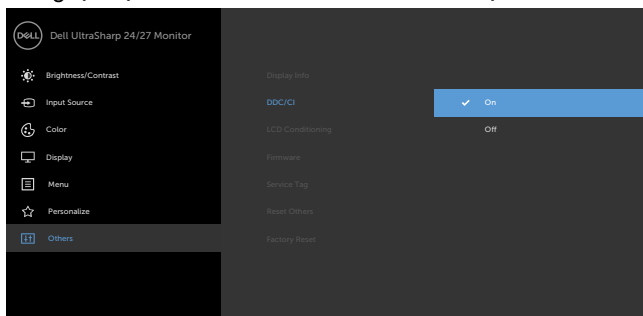 DELL
Dell UltraSharp 24/27 Monitor
Brightness/Contrast
Input Source
Color
Display
Menu
Personalize
Others
Display Info
DDC/CI
LCD Conditioning
Firmware
Service Tag
Reset Others
Factory Reset
On
Off